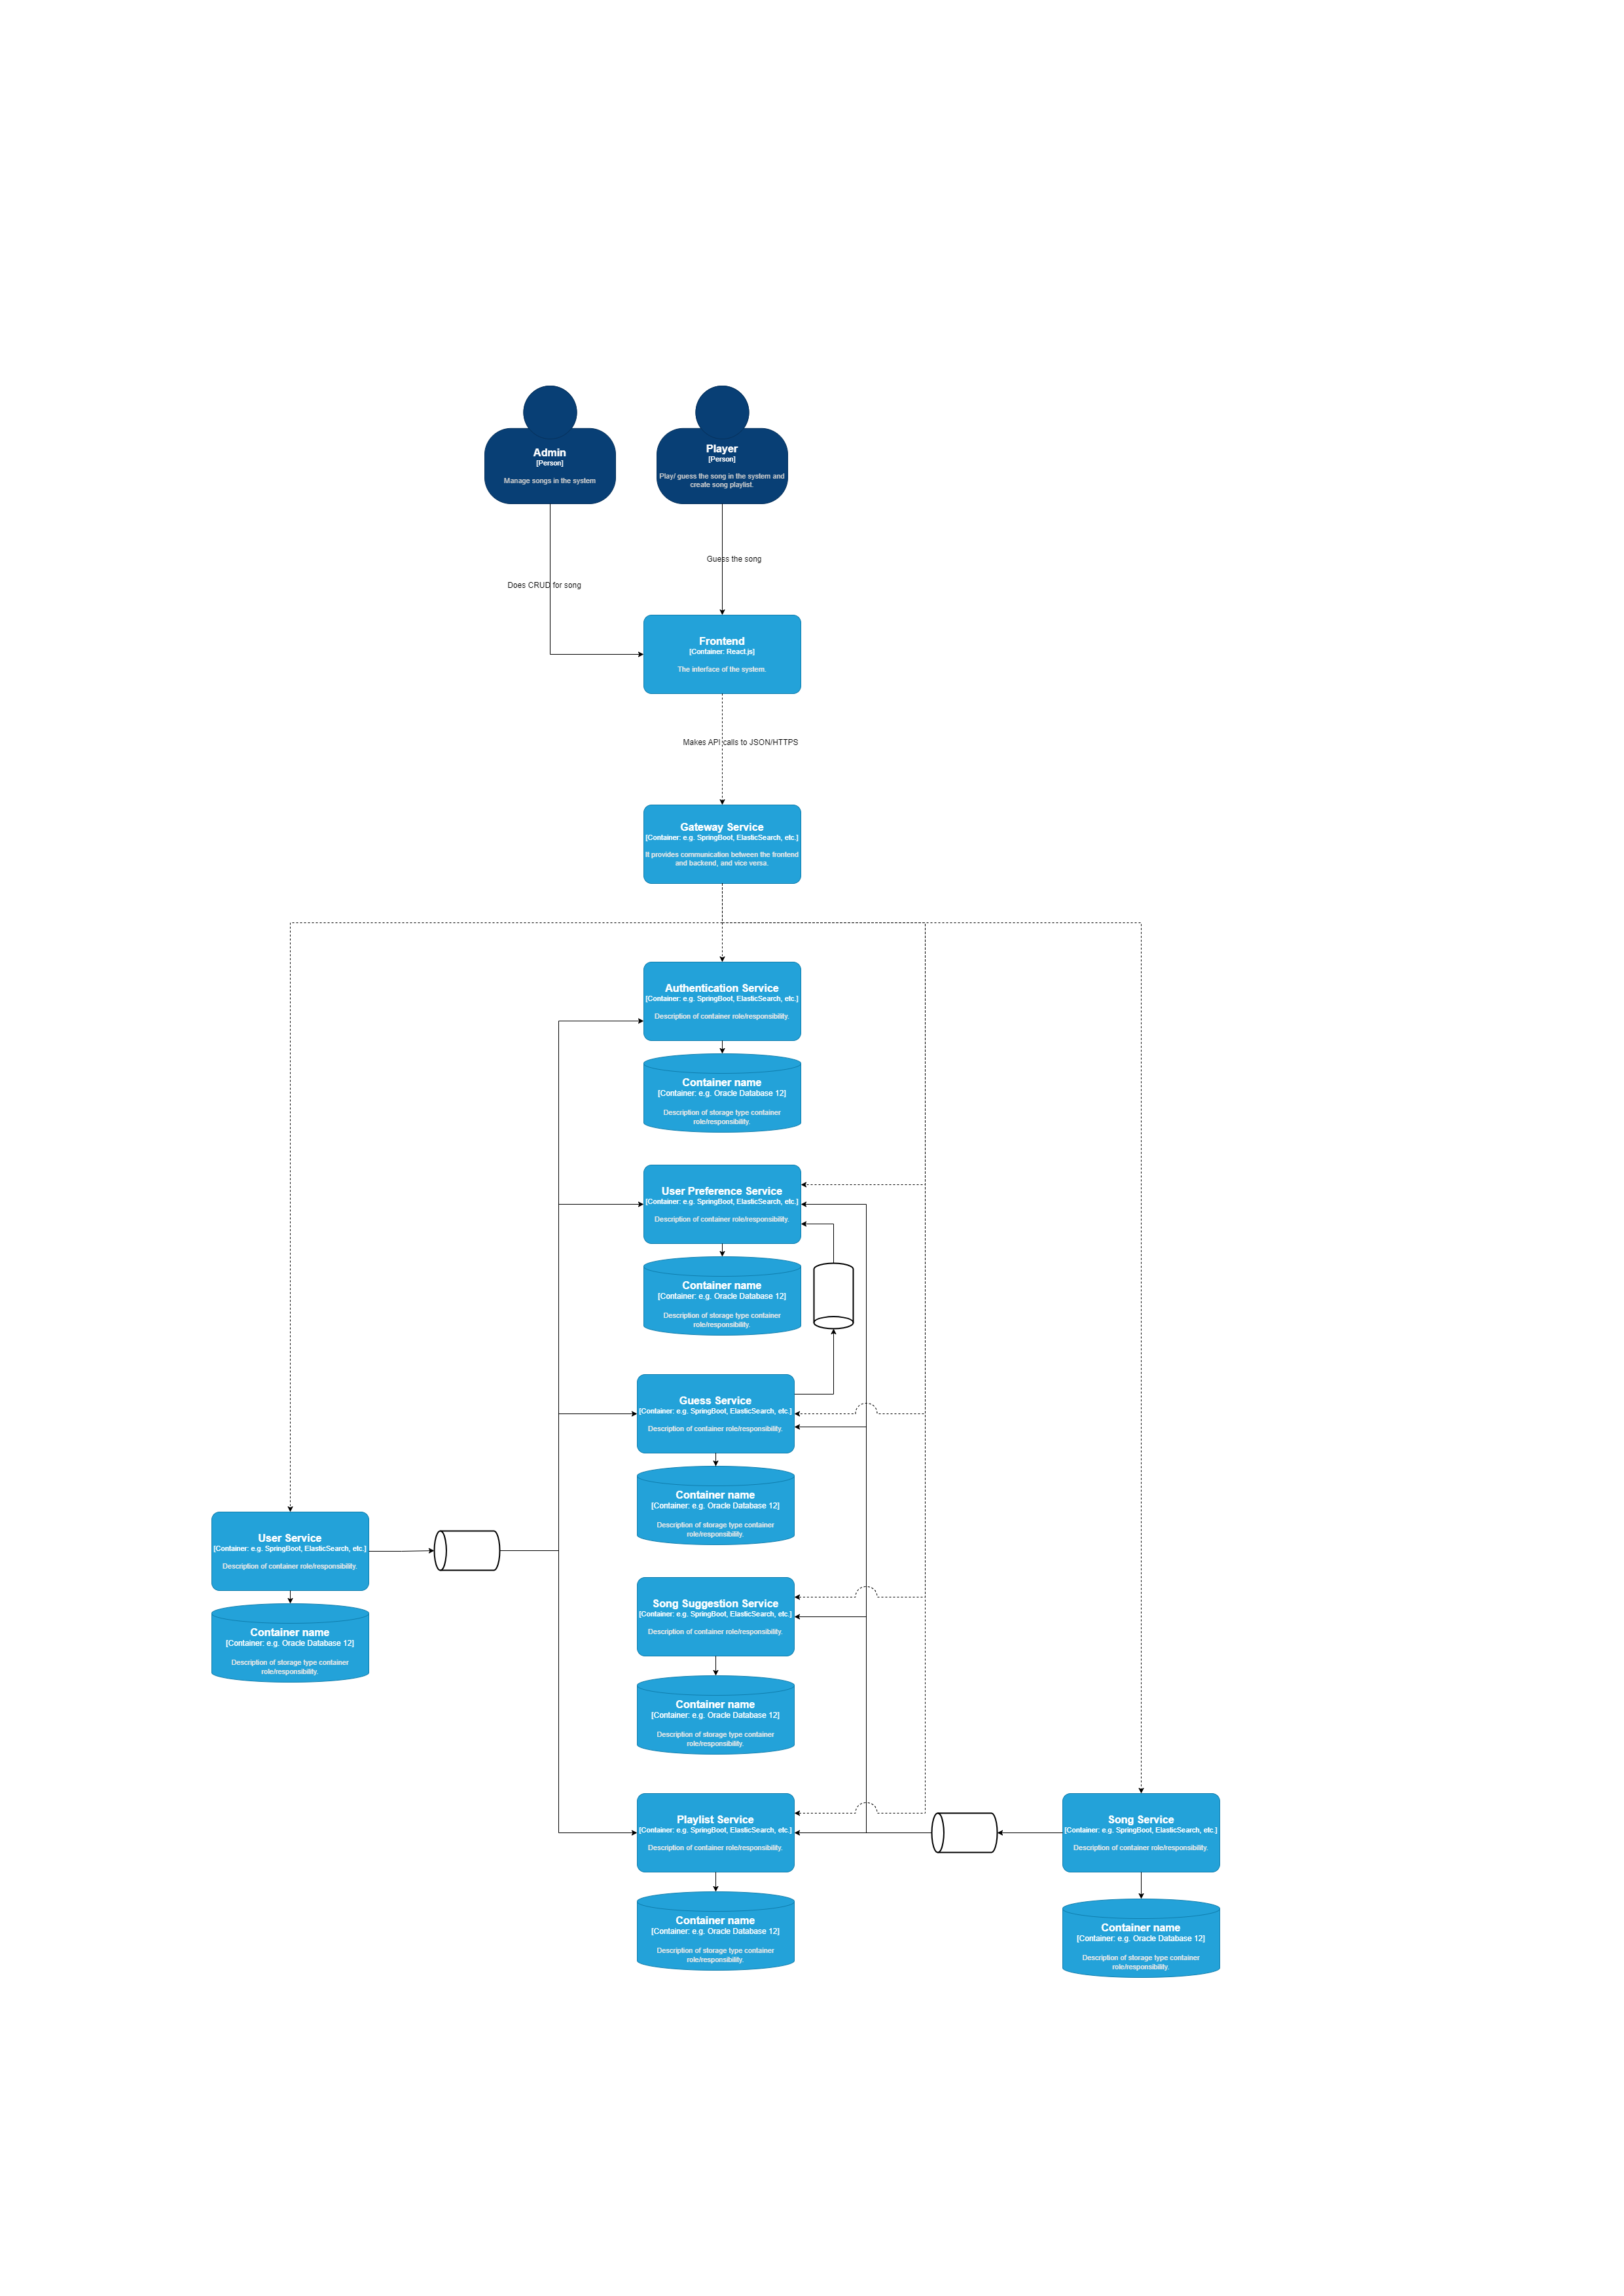 Admin
[Person]
Manage songs in the system
Player
[Person]
Play/ guess the song in the system and
create song playlist.
Guess the song
Does CRUD for song
Frontend
[Container: React.js]
The interface of the system.
Makes API calls to JSON/HTTPS
Gateway Service
[Container: e.g. SpringBoot, ElasticSearch, etc.]
It provides communication between the frontend
and backend, and vice versa.
Authentication Service
[Container: e.g. SpringBoot, ElasticSearch, etc.]
Description of container role/responsibility.
Container name
[Container: e.g. Oracle Database 12]
Description of storage type container
role/responsibility.
User Preference Service
[Container: e.g. SpringBoot, ElasticSearch, etc.]
Description of container role/responsibility.
Container name
[Container: e.g. Oracle Database 12]
Description of storage type container
role/responsibility.
Guess Service
[Container: e.g. SpringBoot, ElasticSearch, etc.]
Description of container role/responsibility.
Container name
[Container: e.g. Oracle Database 12]
Description of storage type container
role/responsibility.
User Service
[Container: e.g. SpringBoot, ElasticSearch, etc.]
Description of container role/responsibility.
Container name
[Container: e.g. Oracle Database 12]
Description of storage type container
role/responsibility.
Song Suggestion Service
[Container: e.g. SpringBoot, ElasticSearch, etc.]
Description of container role/responsibility.
Container name
[Container: e.g. Oracle Database 12]
Description of storage type container
role/responsibility.
Playlist Service
[Container: e.g. SpringBoot, ElasticSearch, etc.]
Description of container role/responsibility.
Container name
[Container: e.g. Oracle Database 12]
Description of storage type container
role/responsibility.
Song Service
[Container: e.g. SpringBoot, ElasticSearch, etc.]
Description of container role/responsibility.
Container name
[Container: e.g. Oracle Database 12]
Description of storage type container
role/responsibility.